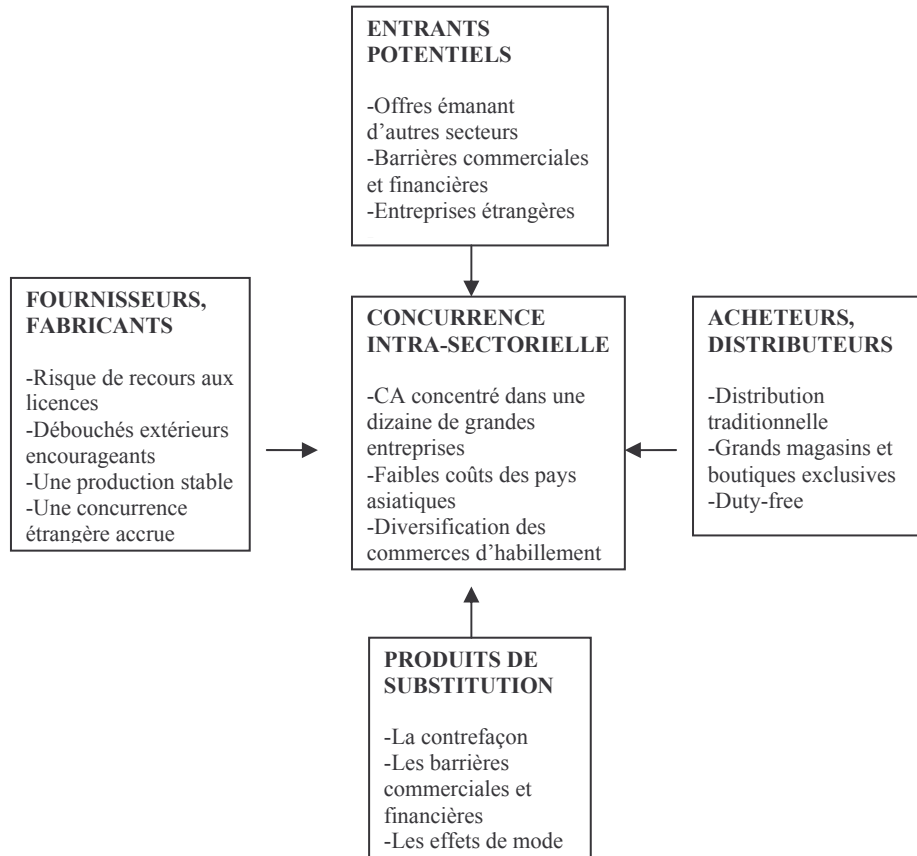 ENTRANTS
POTENTIELS
-Offres émanant
d’autres secteurs
-Barrières commerciales
et financières
-Entreprises étrangères
FOURNISSEURS,
FABRICANTS
-Risque de recours aux
licences
-Débouchés extérieurs
encourageants
-Une production stable
-Une concurrence
étrangère accrue
CONCURRENCE
INTRA-SECTORIELLE
-CA concentré dans une
dizaine de grandes
entreprises
-Faibles coûts des pays
asiatiques
-Diversification des
commerces d’habillement
ACHETEURS,
DISTRIBUTEURS
-Distribution
traditionnelle
-Grands magasins et
boutiques exclusives
-Duty-free
PRODUITS DE
SUBSTITUTION
-La contrefaçon
-Les barrières
commerciales et
financières
-Les effets de mode